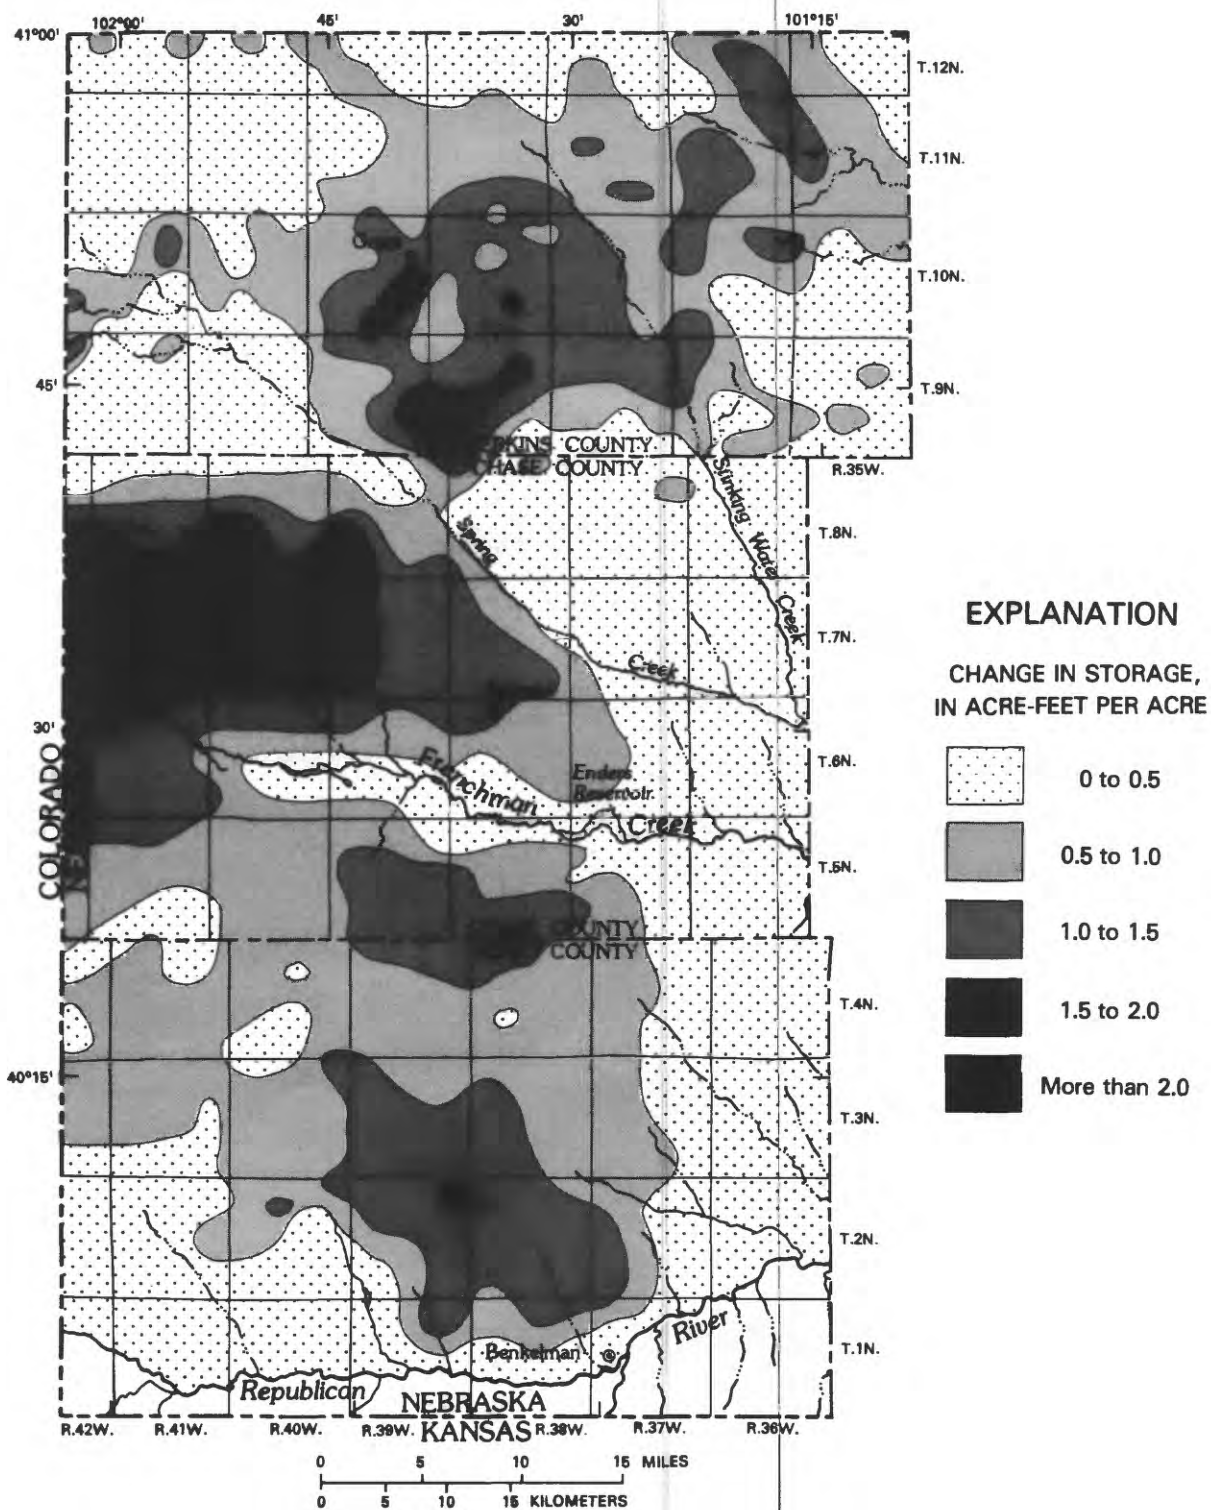 102°00' 45' 30' 101°15'
41°00'
T.12N.
T.11N.
T.10N.
45'
T.9N.
PERKINS COUNTY
CHASE COUNTY
R.35W.
Spring
Stinking Water Creek
T.8N.
T.7N.
Creek
30'
COLORADO
Frenchman
Enders
Reservoir
Creek
T.6N.
T.5N.
COUNTY
COUNTY
T.4N.
40°15'
T.3N.
T.2N.
River
Benkelman
T.1N.
Republican
NEBRASKA
KANSAS
R.42W. R.41W. R.40W. R.39W. R.38W. R.37W. R.36W.
0 5 10 15 MILES
0 5 10 15 KILOMETERS
EXPLANATION
CHANGE IN STORAGE,
IN ACRE-FEET PER ACRE
0 to 0.5
0.5 to 1.0
1.0 to 1.5
1.5 to 2.0
More than 2.0